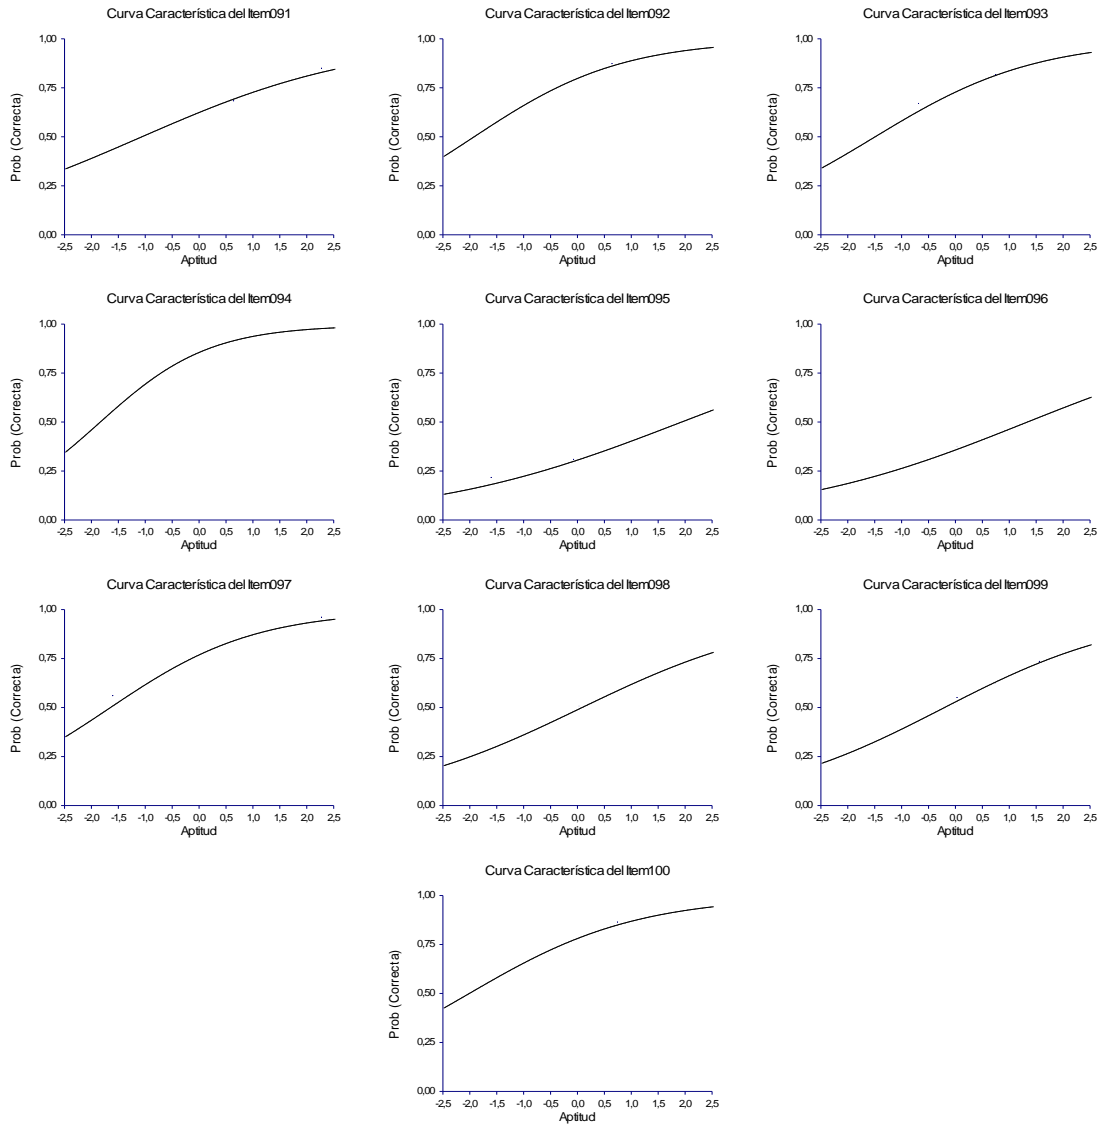 Curva Característica del Item091
1,00
0,75
0,50
0,25
0,00
Prob (Correcta)
-2,5 -2,0 -1,5 -1,0 -0,5 0,0 0,5 1,0 1,5 2,0 2,5
Aptitud
Curva Característica del Item092
1,00
0,75
0,50
0,25
0,00
Prob (Correcta)
-2,5 -2,0 -1,5 -1,0 -0,5 0,0 0,5 1,0 1,5 2,0 2,5
Aptitud
Curva Característica del Item093
1,00
0,75
0,50
0,25
0,00
Prob (Correcta)
-2,5 -2,0 -1,5 -1,0 -0,5 0,0 0,5 1,0 1,5 2,0 2,5
Aptitud
Curva Característica del Item094
1,00
0,75
0,50
0,25
0,00
Prob (Correcta)
-2,5 -2,0 -1,5 -1,0 -0,5 0,0 0,5 1,0 1,5 2,0 2,5
Aptitud
Curva Característica del Item095
1,00
0,75
0,50
0,25
0,00
Prob (Correcta)
-2,5 -2,0 -1,5 -1,0 -0,5 0,0 0,5 1,0 1,5 2,0 2,5
Aptitud
Curva Característica del Item096
1,00
0,75
0,50
0,25
0,00
Prob (Correcta)
-2,5 -2,0 -1,5 -1,0 -0,5 0,0 0,5 1,0 1,5 2,0 2,5
Aptitud
Curva Característica del Item097
1,00
0,75
0,50
0,25
0,00
Prob (Correcta)
-2,5 -2,0 -1,5 -1,0 -0,5 0,0 0,5 1,0 1,5 2,0 2,5
Aptitud
Curva Característica del Item098
1,00
0,75
0,50
0,25
0,00
Prob (Correcta)
-2,5 -2,0 -1,5 -1,0 -0,5 0,0 0,5 1,0 1,5 2,0 2,5
Aptitud
Curva Característica del Item099
1,00
0,75
0,50
0,25
0,00
Prob (Correcta)
-2,5 -2,0 -1,5 -1,0 -0,5 0,0 0,5 1,0 1,5 2,0 2,5
Aptitud
Curva Característica del Item100
1,00
0,75
0,50
0,25
0,00
Prob (Correcta)
-2,5 -2,0 -1,5 -1,0 -0,5 0,0 0,5 1,0 1,5 2,0 2,5
Aptitud